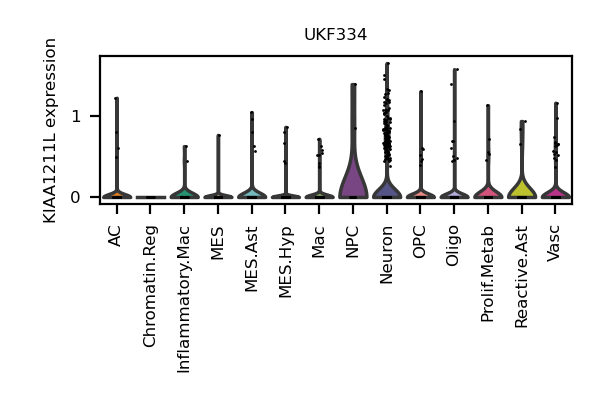 UKF334
KIAA1211L expression
1
0
AC
Chromatin.Reg
Inflammatory.Mac
MES
MES.Ast
MES.Hyp
Mac
NPC
Neuron
OPC
Oligo
Prolif.Metab
Reactive.Ast
Vasc